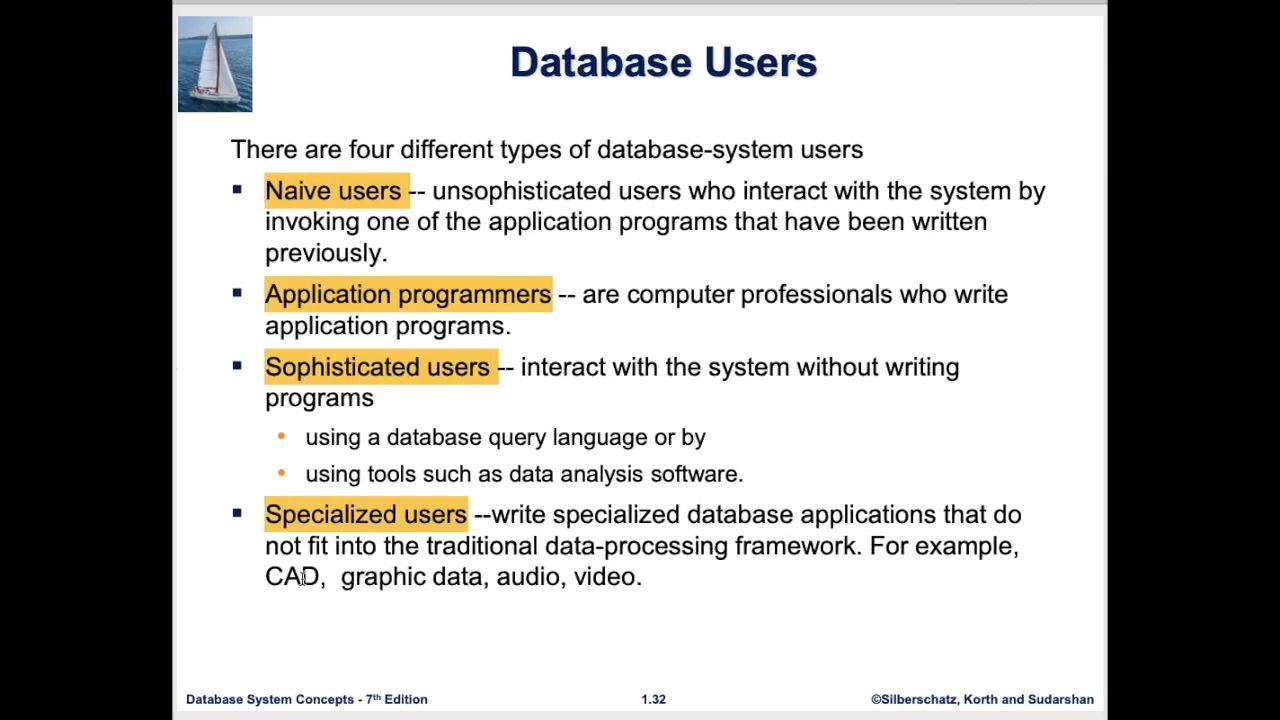 Database Users
There are four different types of database-system users
▪ Naive users -- unsophisticated users who interact with the system by
invoking one of the application programs that have been written
previously.
▪ Application programmers -- are computer professionals who write
application programs.
▪ Sophisticated users -- interact with the system without writing
programs
• using a database query language or by
• using tools such as data analysis software.
▪ Specialized users --write specialized database applications that do
not fit into the traditional data-processing framework. For example,
CAD, graphic data, audio, video.
Database System Concepts - 7th Edition
1.32
©Silberschatz, Korth and Sudarshan